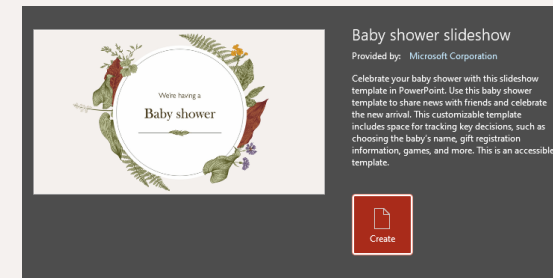 We're having a
Baby shower
Baby shower slideshow
Provided by: Microsoft Corporation
Celebrate your baby shower with this slideshow
template in PowerPoint. Use this baby shower
template to share news with friends and celebrate
the new arrival. This customizable template
includes space for tracking key decisions, such as
choosing the baby's name, gift registration
information, games, and more. This is an accessible
template.
Create